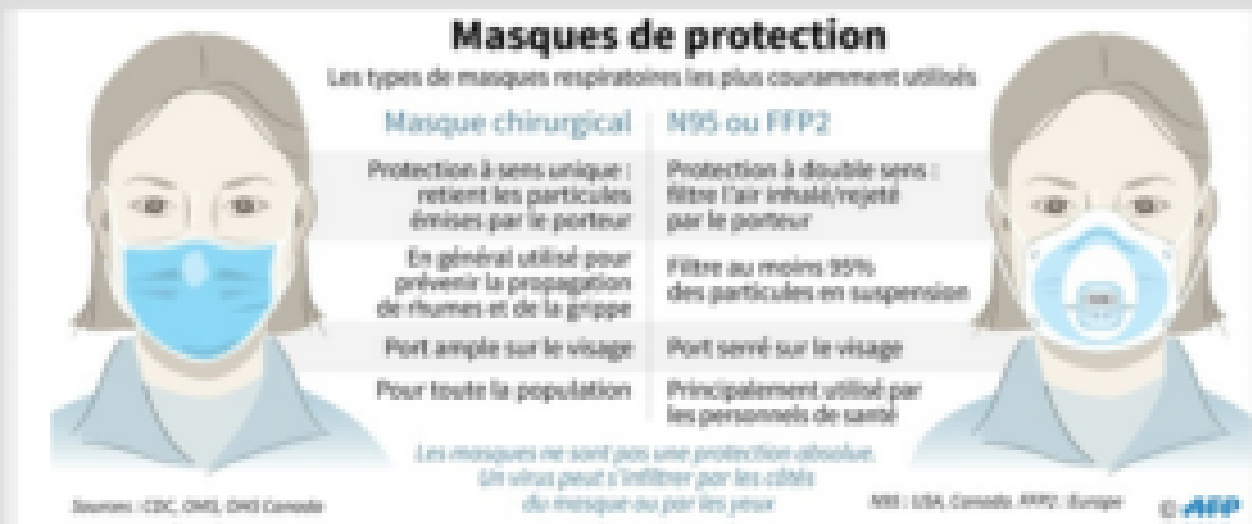 Masques de protection
Les types de masques respiratoires les plus couramment utilisés
Masque chirurgical
N95 ou FFP2
Protection à sens unique :
retient les particules
émises par le porteur
Protection à double sens :
filtre l'air inhalé/rejeté
par le porteur
En général utilisé pour
prévenir la propagation
de rhumes et de la grippe
Filtre au moins 95%
des particules en suspension
Port ample sur le visage
Port serré sur le visage
Pour toute la population
Principalement utilisé par
les personnels de santé
Les masques ne sont pas une protection absolue.
Un virus peut s'infiltrer par les côtés
du masque ou par les yeux
Sources : CDC, OMS, Canada
N95 : USA, Canada. FFP2 : Europe
© AFP